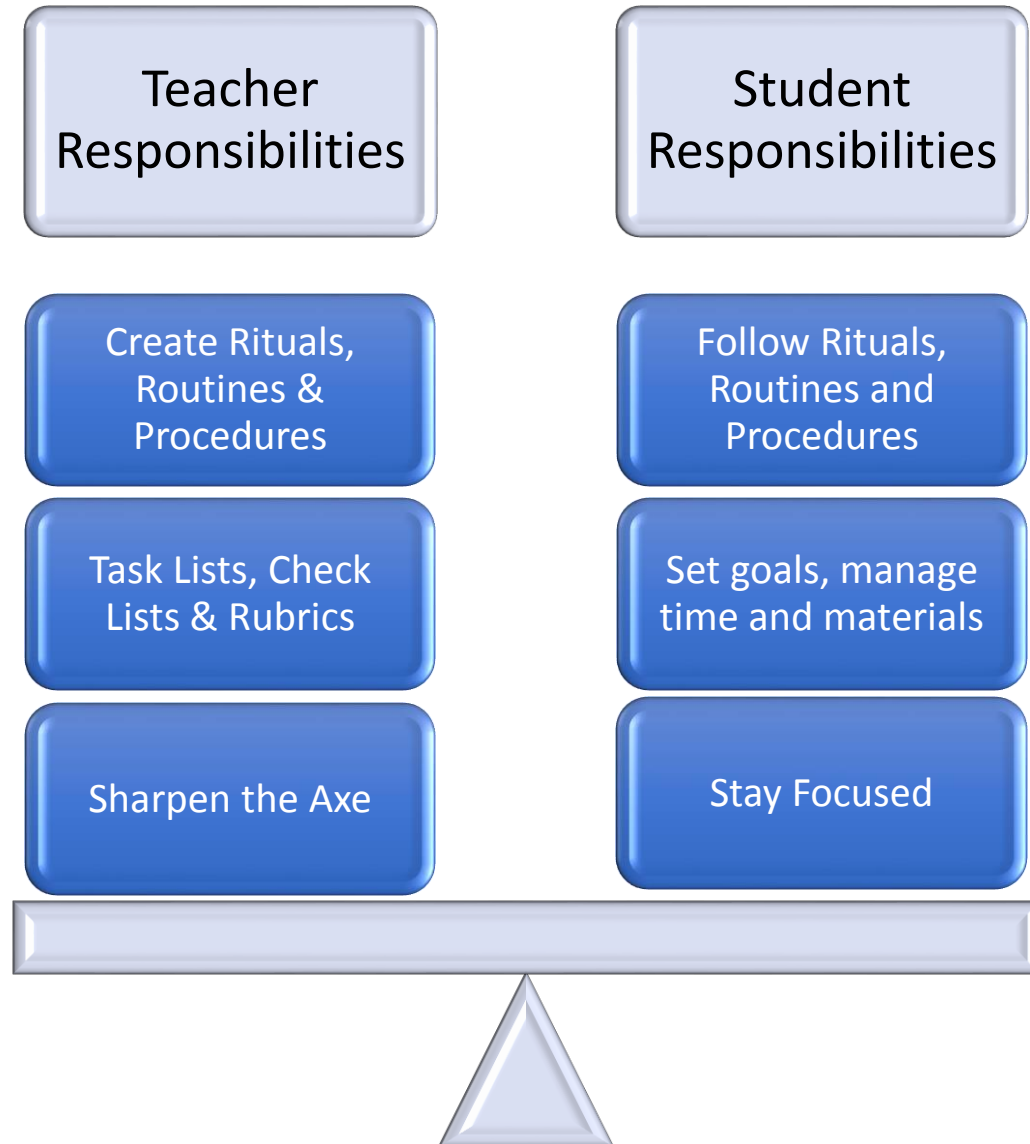 Teacher
Responsibilities
Student
Responsibilities
Create Rituals,
Routines &
Procedures
Follow Rituals,
Routines and
Procedures
Task Lists, Check
Lists & Rubrics
Set goals, manage
time and materials
Sharpen the Axe
Stay Focused